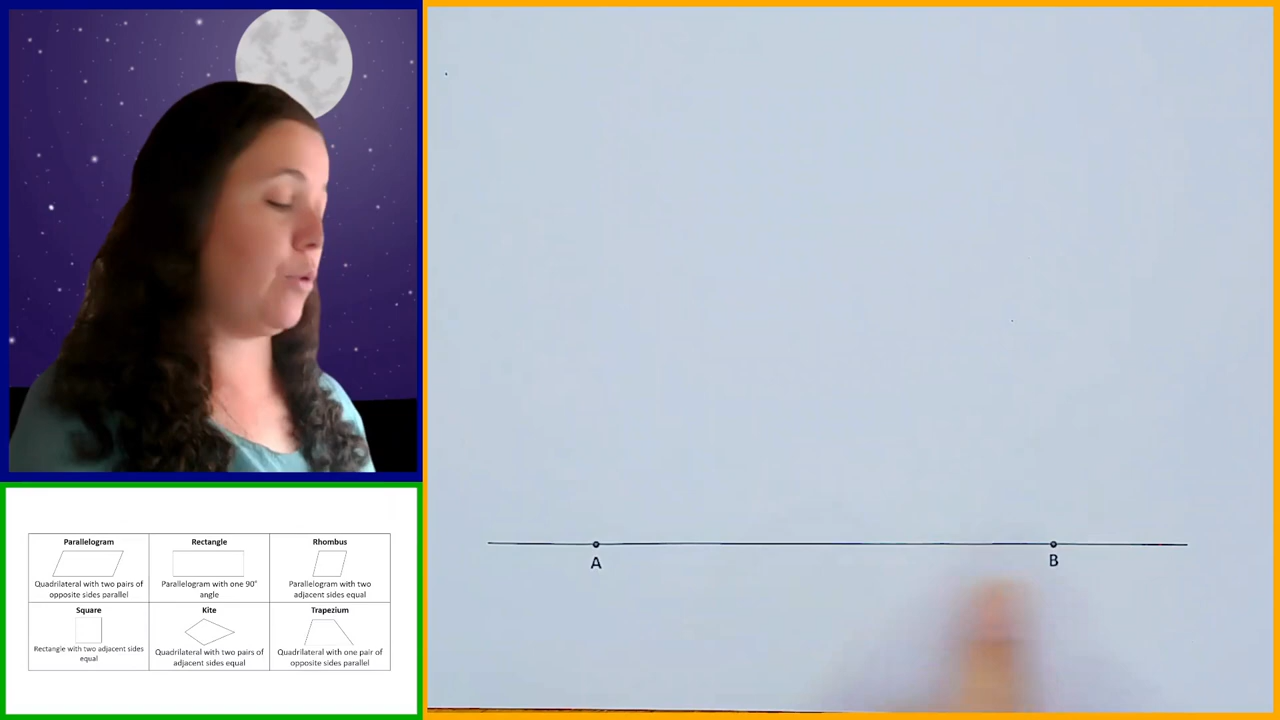 Parallelogram
Quadrilateral with two pairs of
opposite sides parallel
Rectangle
Parallelogram with one 90°
angle
Rhombus
Parallelogram with two
adjacent sides equal
Square
Rectangle with two adjacent sides
equal
Kite
Quadrilateral with two pairs of
adjacent sides equal
Trapezium
Quadrilateral with one pair of
opposite sides parallel
A
B